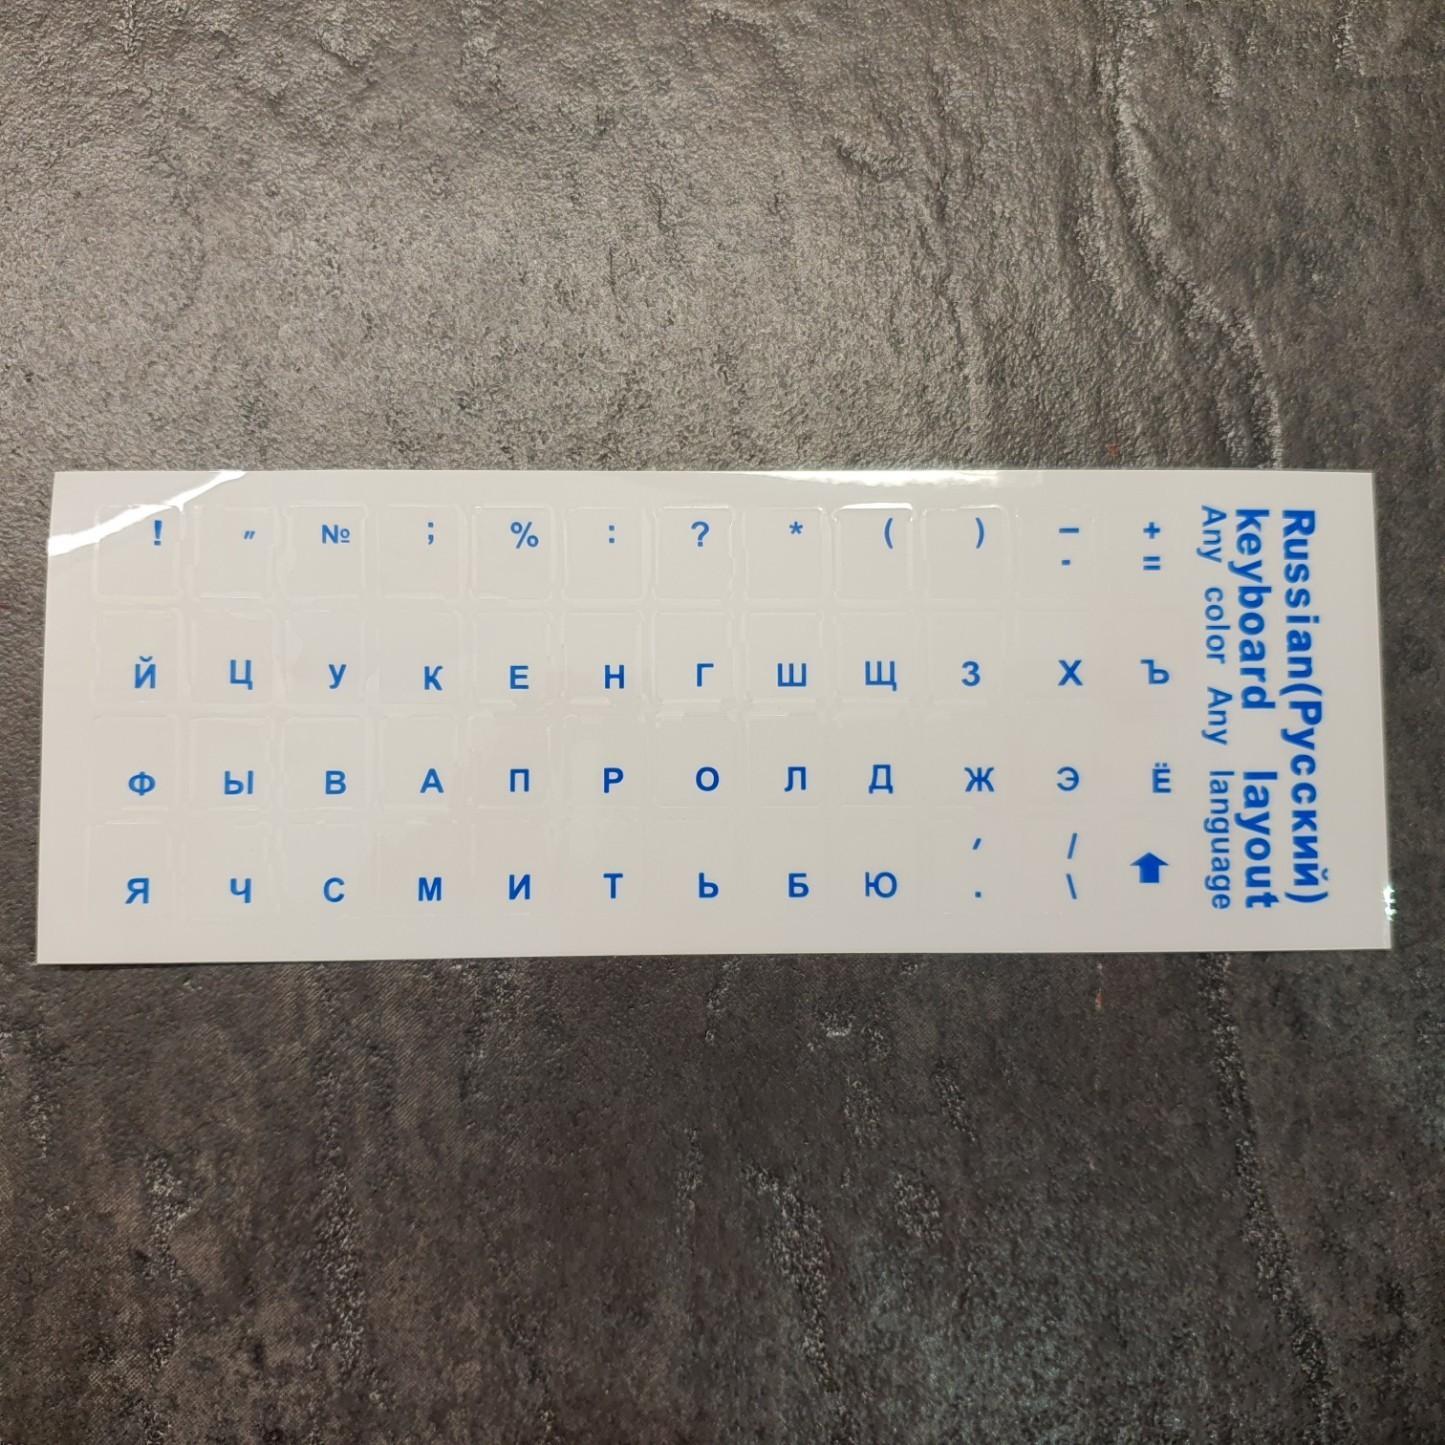 ! " № ; % : ? * ( ) – +
. =
Й Ц У К Е Н Г Ш Щ З Х Ъ
Ф Ы В А П Р О Л Д Ж Э Ё
Я Ч С М И Т Ь Б Ю , . / \
Russian(Русский)
keyboard layout
Any color Any language